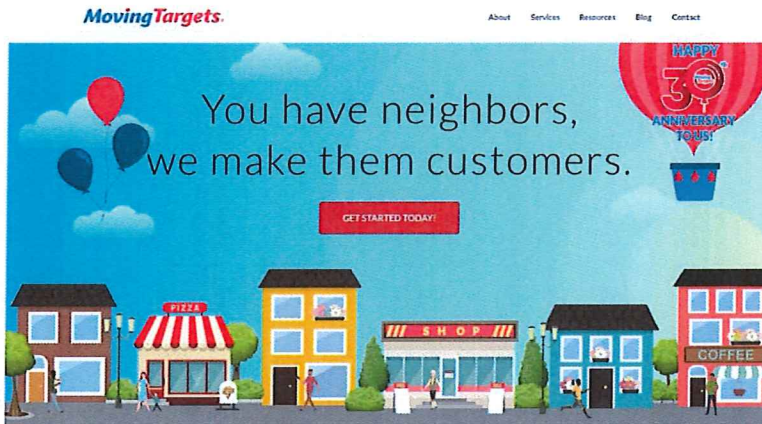 MovingTargets.
About Services Resources Blog Contact
HAPPY
30th
ANNIVERSARY
TO US!
You have neighbors,
we make them customers.
GET STARTED TODAY!
PIZZA
SHOP
COFFEE